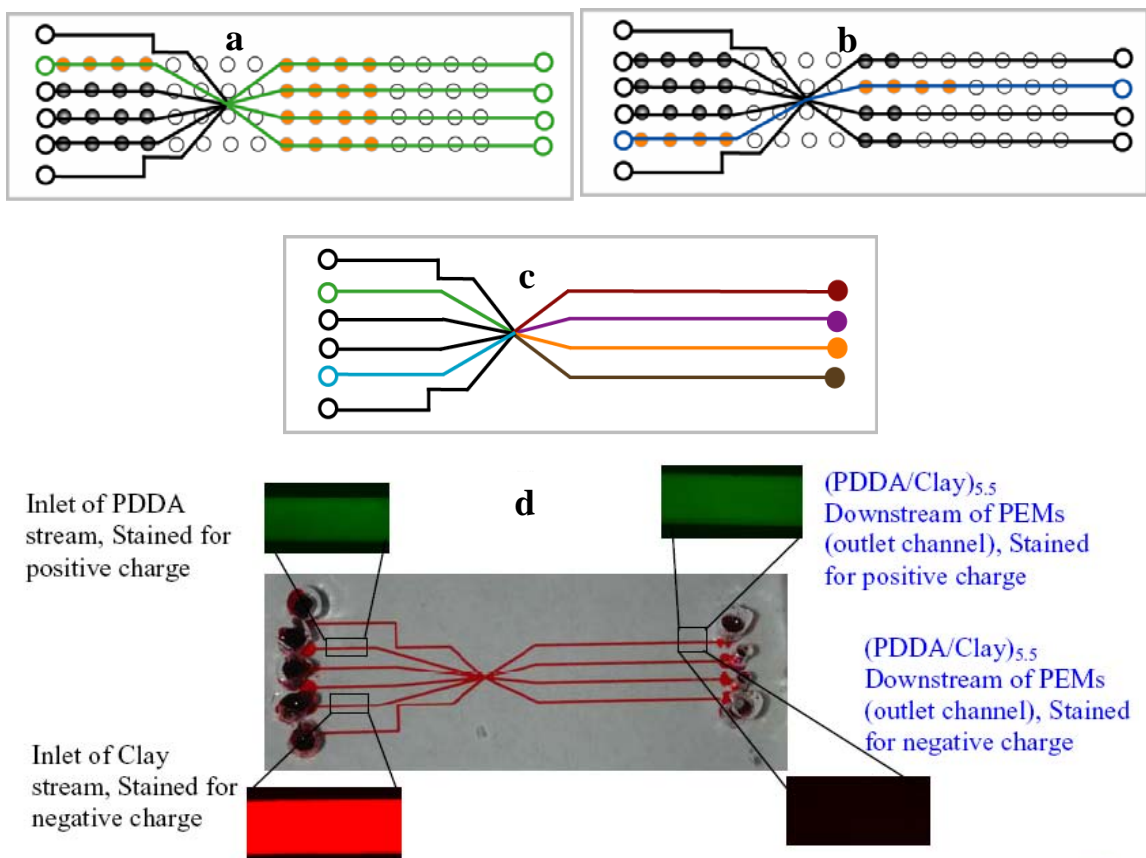 a
b
c
d
Inlet of PDDA
stream, Stained for
positive charge
(PDDA/Clay)5.5
Downstream of PEMs
(outlet channel), Stained
for positive charge
(PDDA/Clay)5.5
Downstream of PEMs
(outlet channel), Stained
for negative charge
Inlet of Clay
stream, Stained for
negative charge